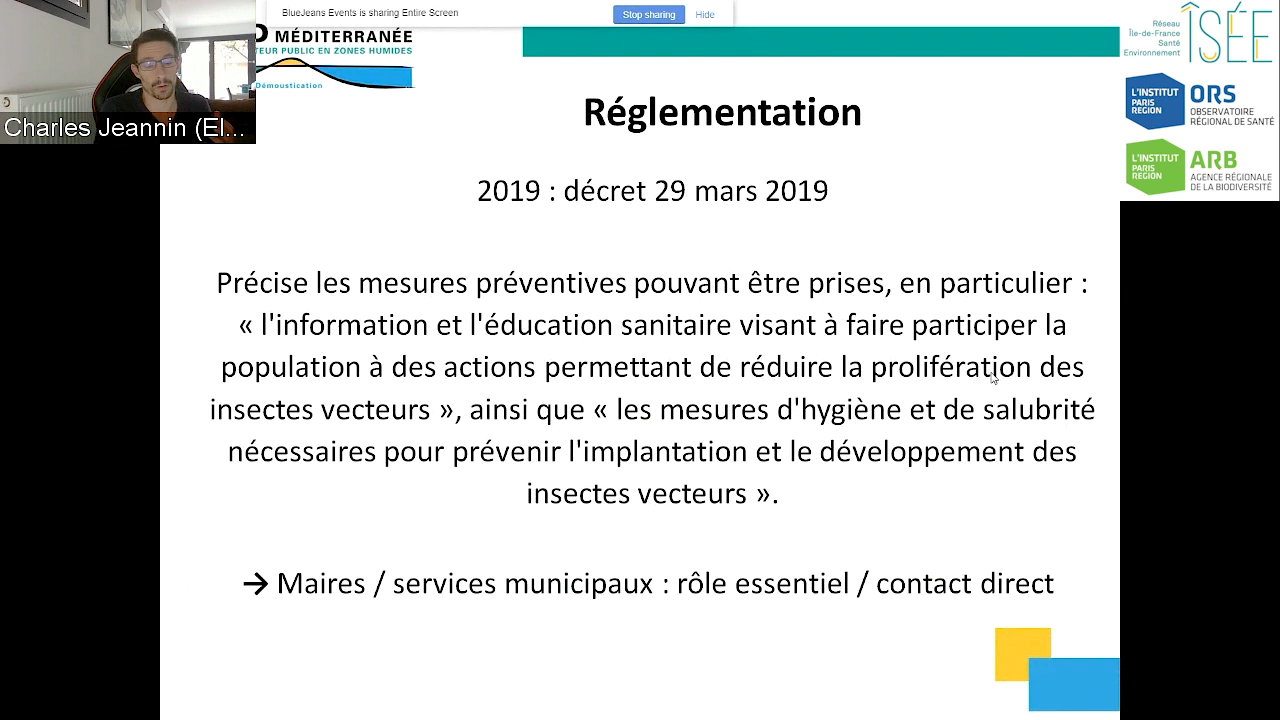 BlueJeans Events is sharing Entire Screen
Stop sharing
Hide
MÉDITERRANÉE
TEUR PUBLIC EN ZONES HUMIDES
Démoustication
Charles Jeannin (El...
Réseau
Île-de-France
Santé
Environnement
ÎSÉE
L'INSTITUT
PARIS
REGION
ORS
OBSERVATOIRE
RÉGIONAL DE SANTÉ
L'INSTITUT
PARIS
REGION
ARB
AGENCE RÉGIONALE
DE LA BIODIVERSITÉ
Réglementation
2019 : décret 29 mars 2019
Précise les mesures préventives pouvant être prises, en particulier :
« l'information et l'éducation sanitaire visant à faire participer la
population à des actions permettant de réduire la prolifération des
insectes vecteurs », ainsi que « les mesures d'hygiène et de salubrité
nécessaires pour prévenir l'implantation et le développement des
insectes vecteurs ».
→ Maires / services municipaux : rôle essentiel / contact direct